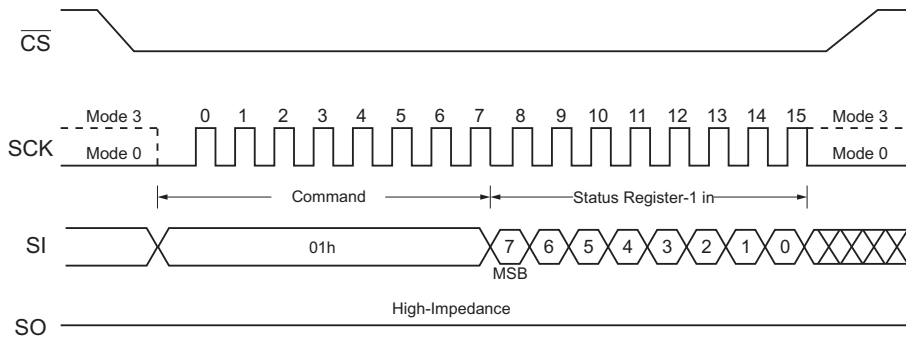 CS
Mode 3 0 1 2 3 4 5 6 7 8 9 10 11 12 13 14 15 Mode 3
SCK
Mode 0 Mode 0
Command Status Register-1 in
SI 01h 7 6 5 4 3 2 1 0
MSB
High-Impedance
SO